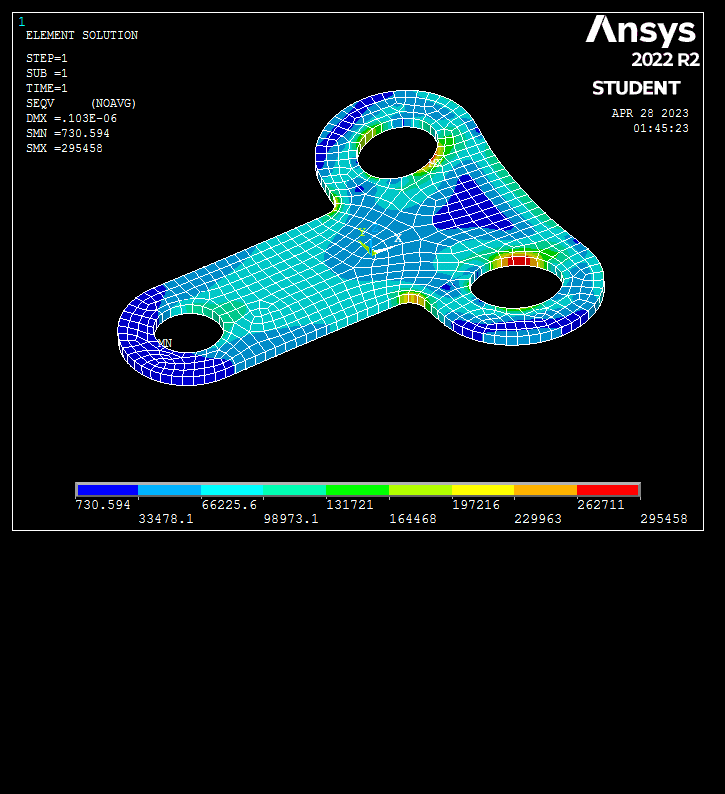 1
ELEMENT SOLUTION
STEP=1
SUB =1
TIME=1
SEQV (NOAVG)
DMX =.103E-06
SMN =730.594
SMX =295458
Ansys
2022 R2
STUDENT
APR 28 2023
01:45:23
X
MN
730.594 66225.6 131721 197216 262711
33478.1 98973.1 164468 229963 295458